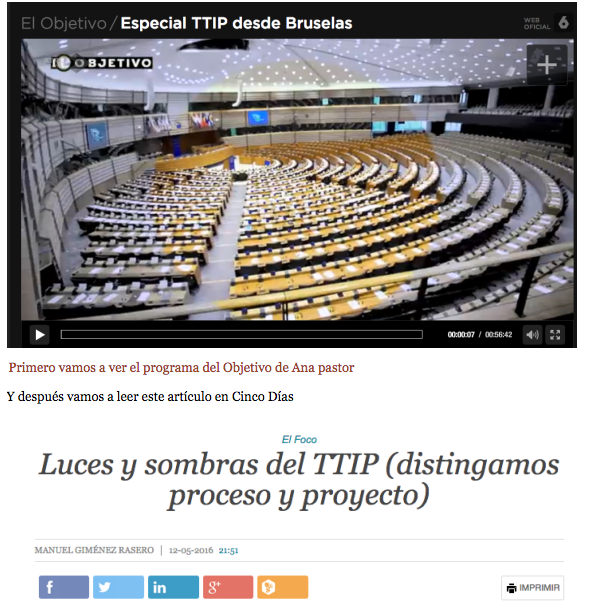 El Objetivo / Especial TTIP desde Bruselas
WEB OFICIAL 6
EL OBJETIVO
00:00:07 / 00:56:42
Primero vamos a ver el programa del Objetivo de Ana pastor
Y después vamos a leer este artículo en Cinco Días
El Foco
Luces y sombras del TTIP (distingamos
proceso y proyecto)
MANUEL GIMÉNEZ RASERO | 12-05-2016 21:51
f in g+ IMPRIMIR